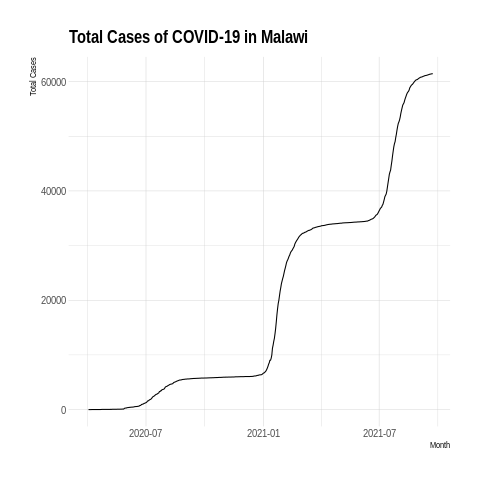 Total Cases of COVID-19 in Malawi
Total Cases
60000
40000
20000
0
2020-07
2021-01
2021-07
Month